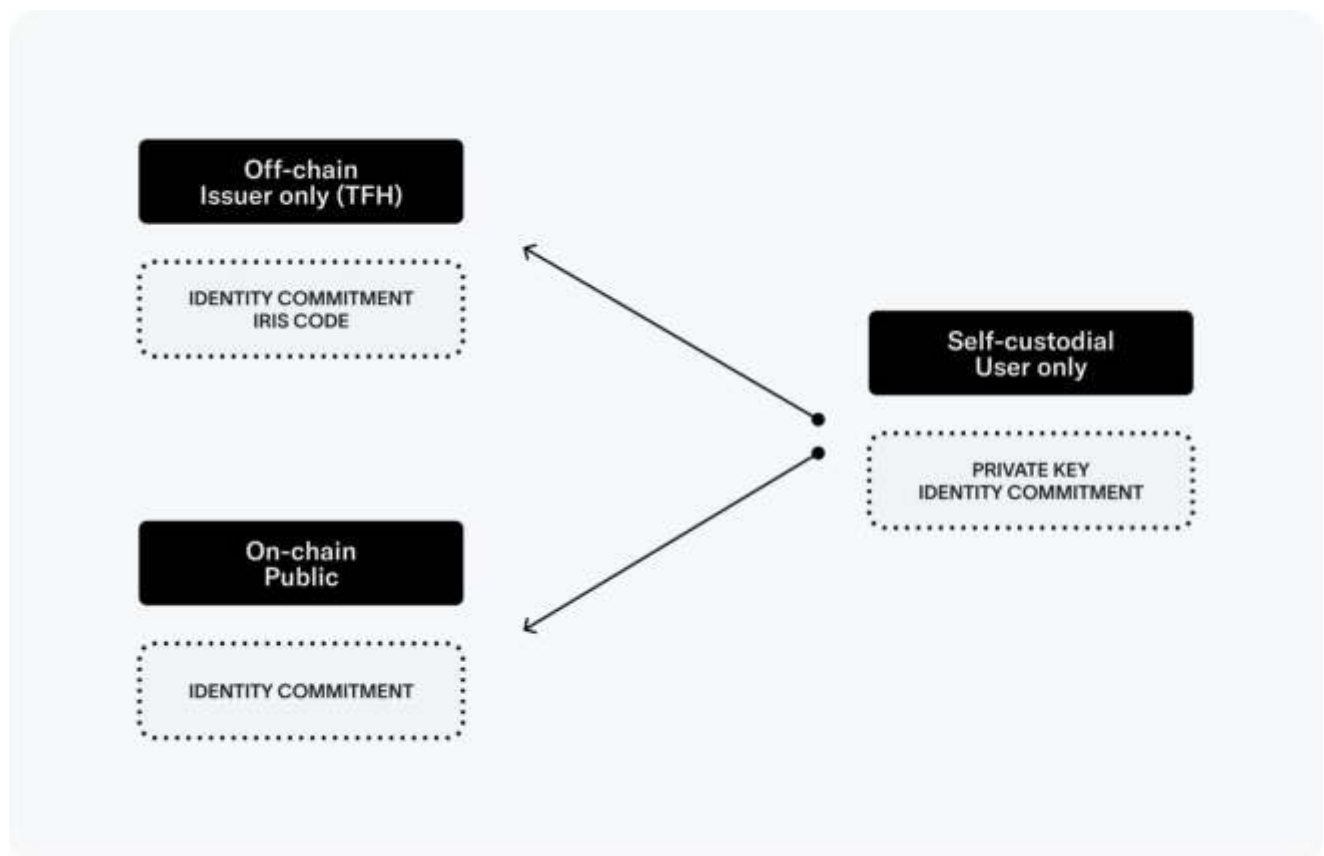 Off-chain
Issuer only (TFH)
IDENTITY COMMITMENT
IRIS CODE
Self-custodial
User only
PRIVATE KEY
IDENTITY COMMITMENT
On-chain
Public
IDENTITY COMMITMENT